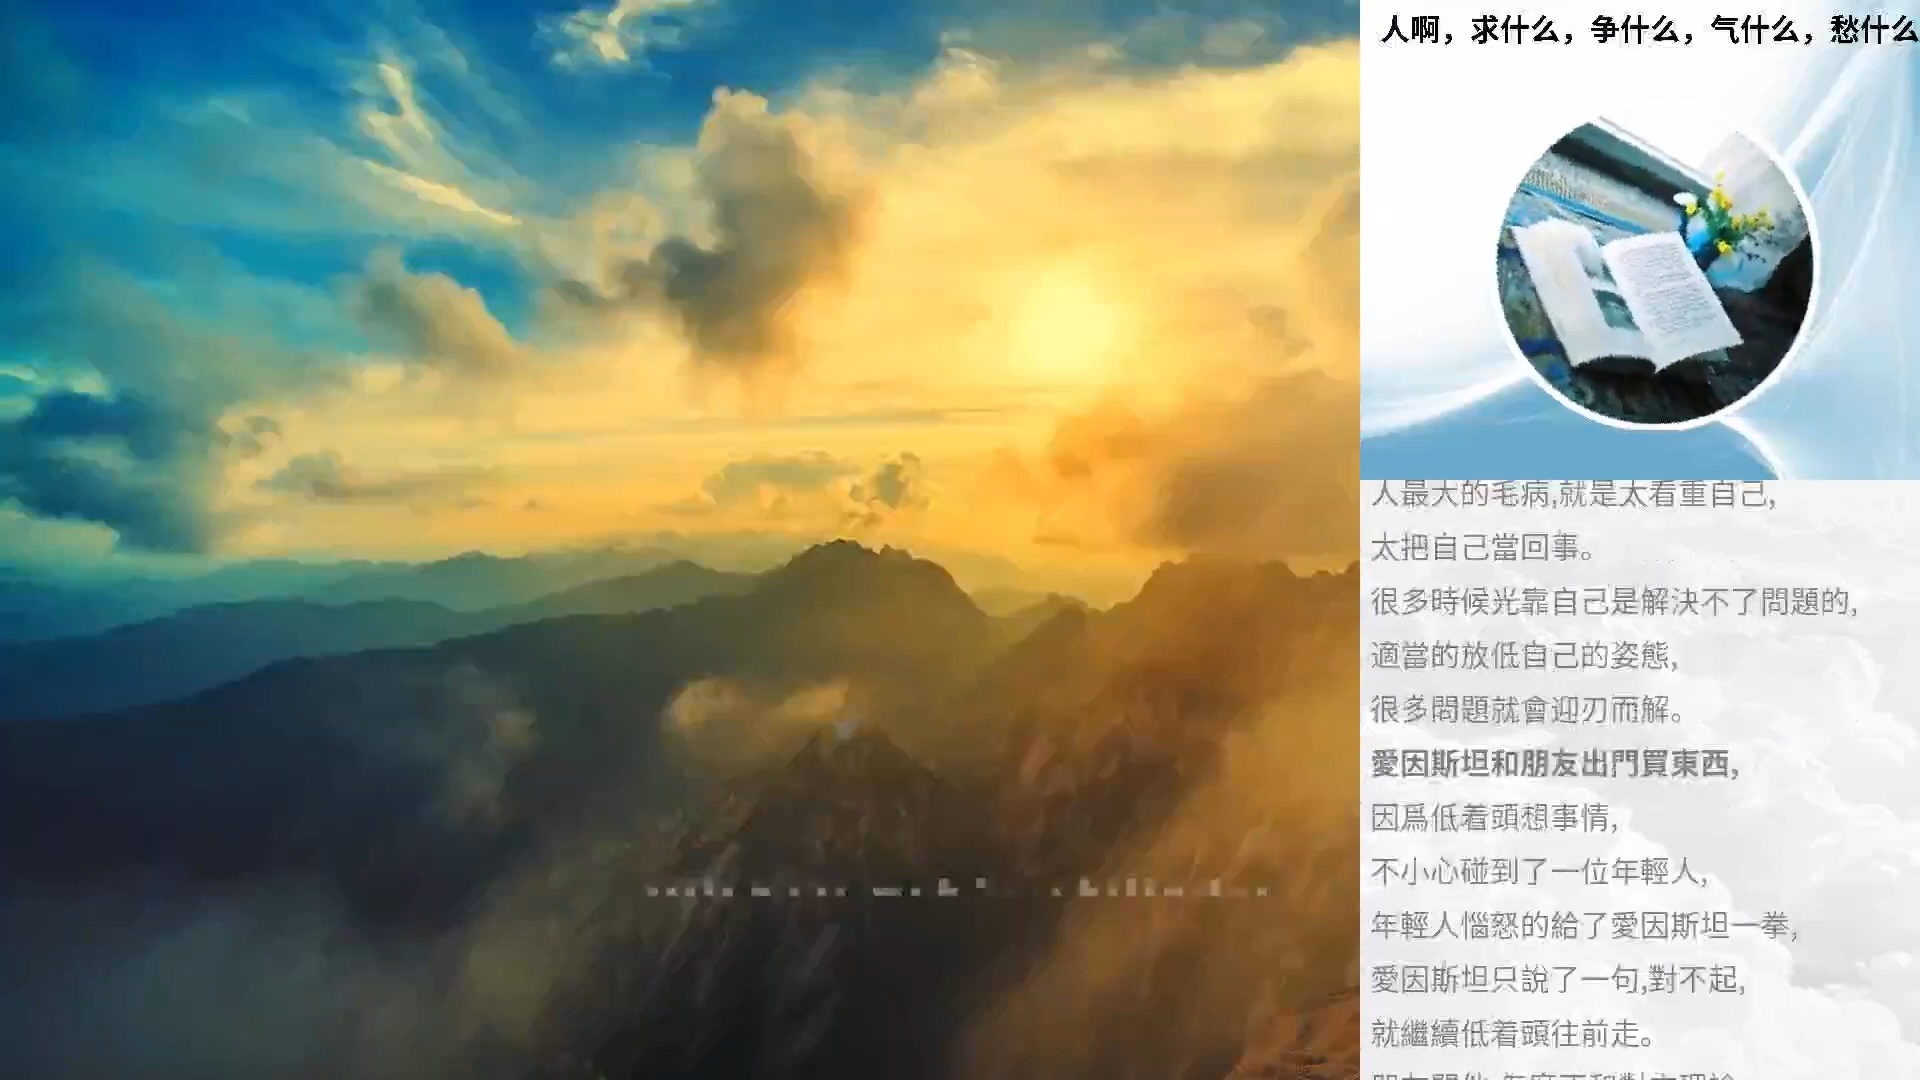 人啊，求什么，争什么，气什么，愁什么
人最大的毛病,就是太看重自己,
太把自己當回事。
很多時候光靠自己是解決不了問題的,
適當的放低自己的姿態,
很多問題就會迎刃而解。
愛因斯坦和朋友出門買東西,
因爲低着頭想事情,
不小心碰到了一位年輕人,
年輕人惱怒的給了愛因斯坦一拳,
愛因斯坦只說了一句,對不起,
就繼續低着頭往前走。